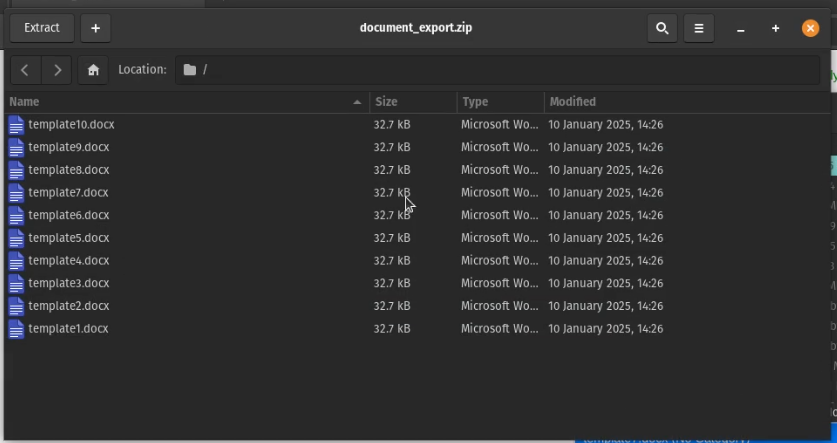 Extract + document_export.zip
Location: /
Name Size Type Modified
template10.docx 32.7 kB Microsoft Wo... 10 January 2025, 14:26
template9.docx 32.7 kB Microsoft Wo... 10 January 2025, 14:26
template8.docx 32.7 kB Microsoft Wo... 10 January 2025, 14:26
template7.docx 32.7 kB Microsoft Wo... 10 January 2025, 14:26
template6.docx 32.7 kB Microsoft Wo... 10 January 2025, 14:26
template5.docx 32.7 kB Microsoft Wo... 10 January 2025, 14:26
template4.docx 32.7 kB Microsoft Wo... 10 January 2025, 14:26
template3.docx 32.7 kB Microsoft Wo... 10 January 2025, 14:26
template2.docx 32.7 kB Microsoft Wo... 10 January 2025, 14:26
template1.docx 32.7 kB Microsoft Wo... 10 January 2025, 14:26